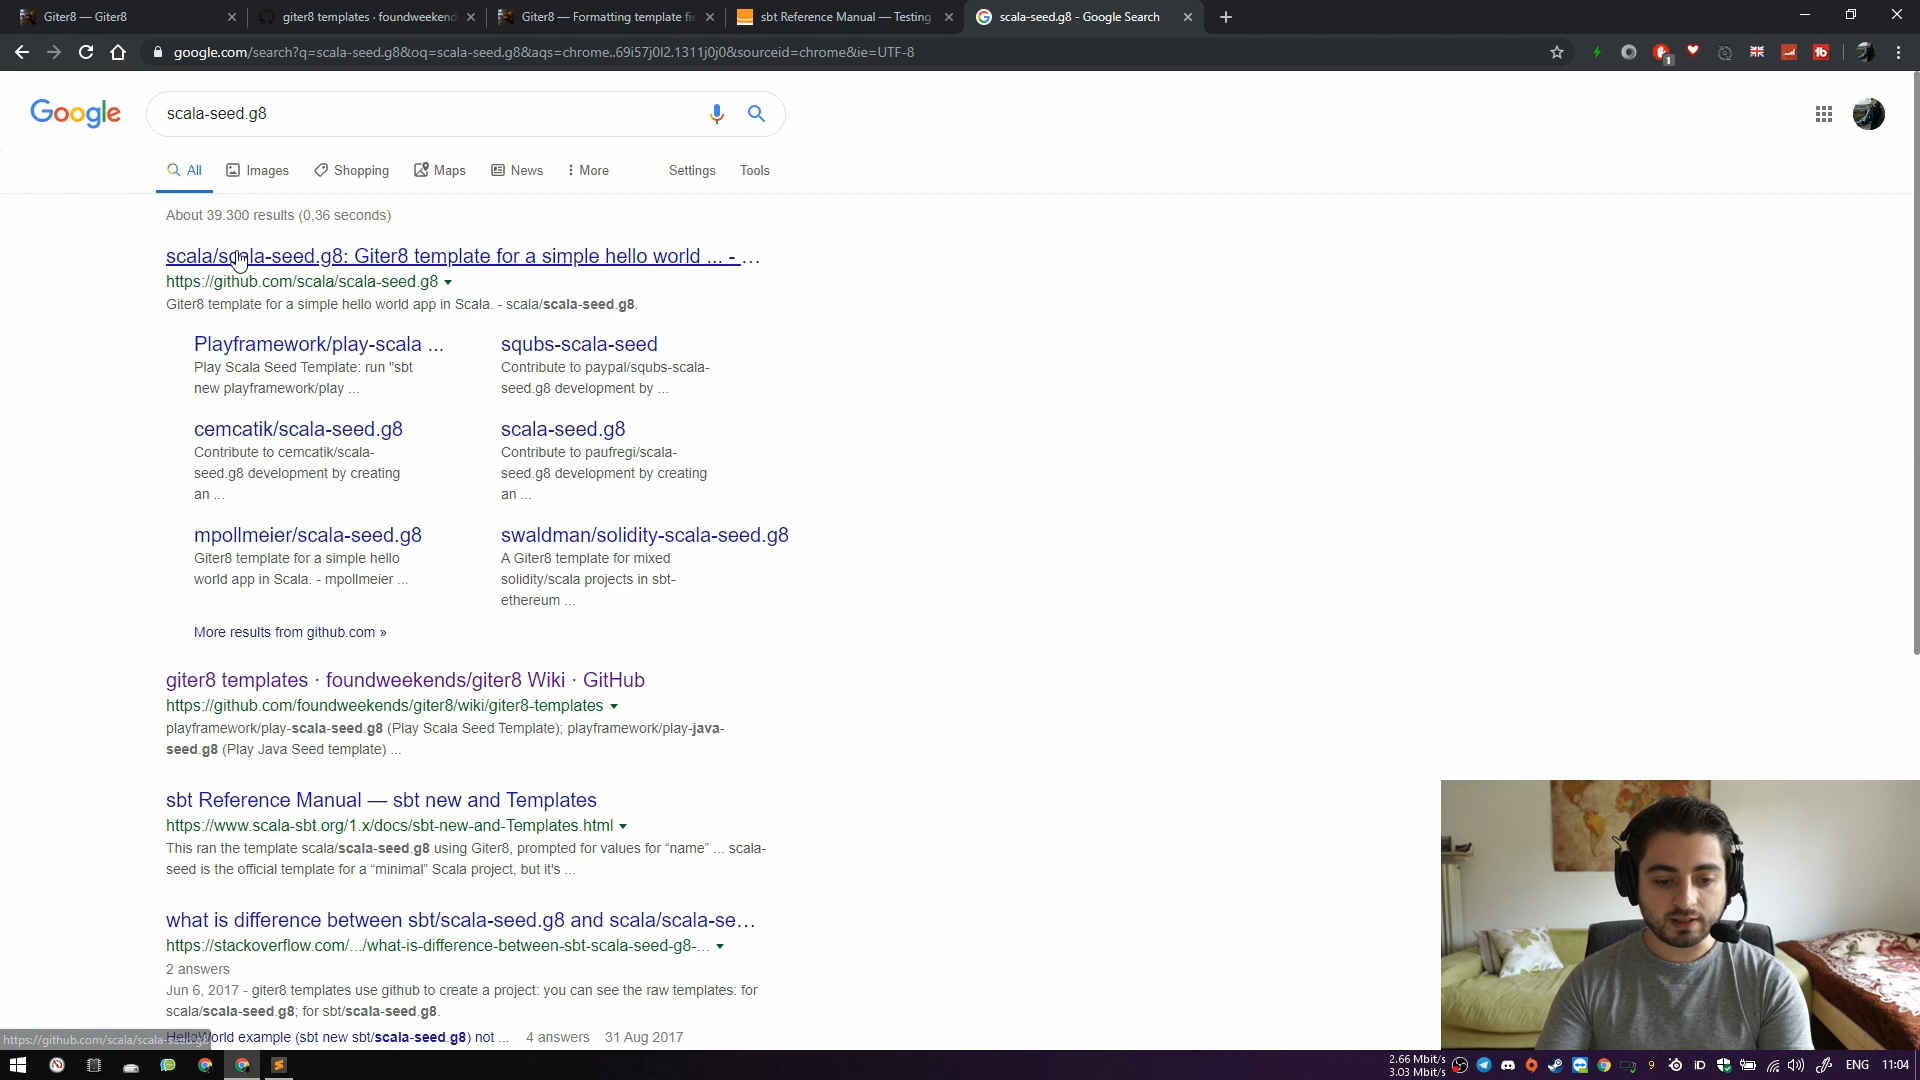 Giter8 — Giter8
giter8 templates · foundweekend
Giter8 — Formatting template fie
sbt Reference Manual — Testing
scala-seed.g8 - Google Search
google.com/search?q=scala-seed.g8&oq=scala-seed.g8&aqs=chrome..69i57j0l2.1311j0j0&sourceid=chrome&ie=UTF-8
1
Google
scala-seed.g8
All
Images
Shopping
Maps
News
More
Settings
Tools
About 39.300 results (0,36 seconds)
scala/scala-seed.g8: Giter8 template for a simple hello world ... - ...
https://github.com/scala/scala-seed.g8
Giter8 template for a simple hello world app in Scala. - scala/scala-seed.g8.
Playframework/play-scala ...
Play Scala Seed Template: run "sbt
new playframework/play ...
squbs-scala-seed
Contribute to paypal/squbs-scala-
seed.g8 development by ...
cemcatik/scala-seed.g8
Contribute to cemcatik/scala-
seed.g8 development by creating
an ...
scala-seed.g8
Contribute to paufregi/scala-
seed.g8 development by creating
an ...
mpollmeier/scala-seed.g8
Giter8 template for a simple hello
world app in Scala. - mpollmeier ...
swaldman/solidity-scala-seed.g8
A Giter8 template for mixed
solidity/scala projects in sbt-
ethereum ...
More results from github.com »
giter8 templates · foundweekends/giter8 Wiki · GitHub
https://github.com/foundweekends/giter8/wiki/giter8-templates
playframework/play-scala-seed.g8 (Play Scala Seed Template); playframework/play-java-
seed.g8 (Play Java Seed template) ...
sbt Reference Manual — sbt new and Templates
https://www.scala-sbt.org/1.x/docs/sbt-new-and-Templates.html
This ran the template scala/scala-seed.g8 using Giter8, prompted for values for “name” ... scala-
seed is the official template for a “minimal” Scala project, but it's ...
what is difference between sbt/scala-seed.g8 and scala/scala-se...
https://stackoverflow.com/.../what-is-difference-between-sbt-scala-seed-g8-...
2 answers
Jun 6, 2017 - giter8 templates use github to create a project: you can see the raw templates: for
scala/scala-seed.g8; for sbt/scala-seed.g8.
HelloWorld example (sbt new sbt/scala-seed.g8) not ...
4 answers
31 Aug 2017
https://github.com/scala/scala-seed.g8
2.66 Mbit/s
3.03 Mbit/s
9
iD
ENG
11:04